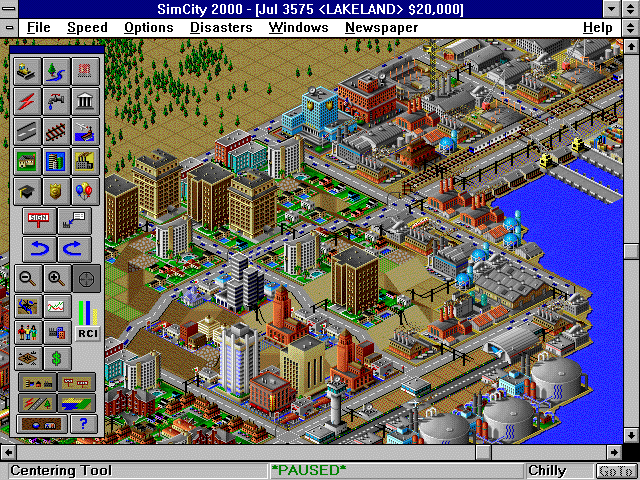 SimCity 2000 - [Jul 3575 <LAKELAND> $20,000]
File Speed Options Disasters Windows Newspaper Help
SIGN
RCI
?
Centering Tool *PAUSED* Chilly GoTo